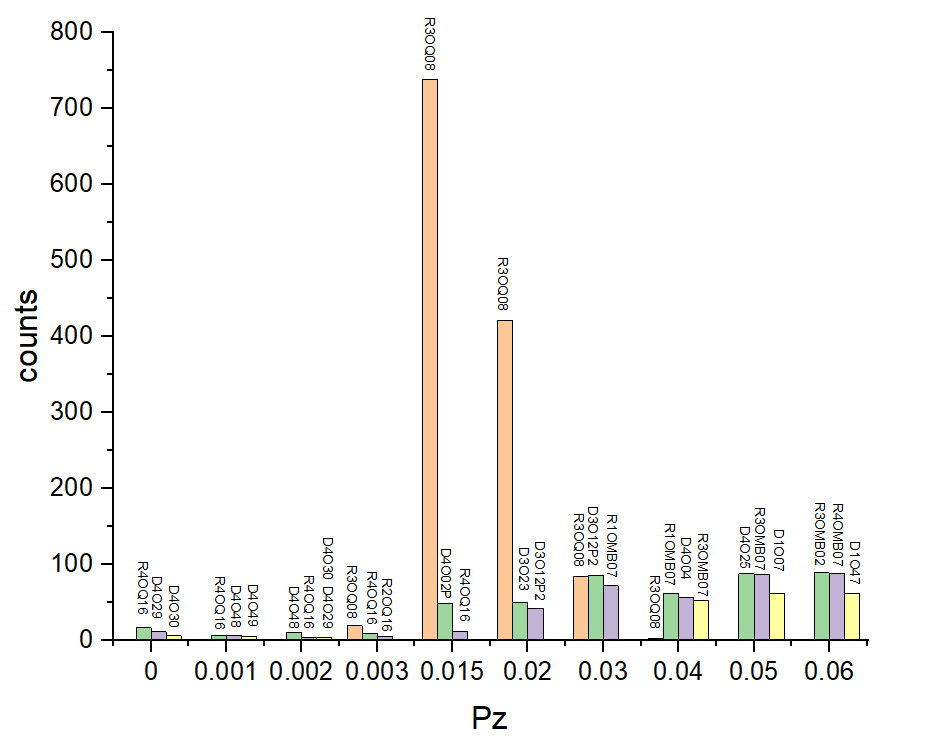 800
700
600
500
400
300
200
100
0
counts
R4OQ16
D4O29
D4O30
R4OQ16
D4O48
D4O49
D4O48
R4OQ16
D4O30 D4O29
R3OQ08
R4OQ16
R2OQ16
R3OQ08
D4O02P
R4OQ16
R3OQ08
D3O23
D3O12P2
R3OQ08
D3O12P2
R1OMB07
R3OQ08
R1OMB07
D4O04
R3OMB07
D4O25
R3OMB07
D1O07
R3OMB02
R4OMB07
D1O47
0 0.001 0.002 0.003 0.015 0.02 0.03 0.04 0.05 0.06
Pz